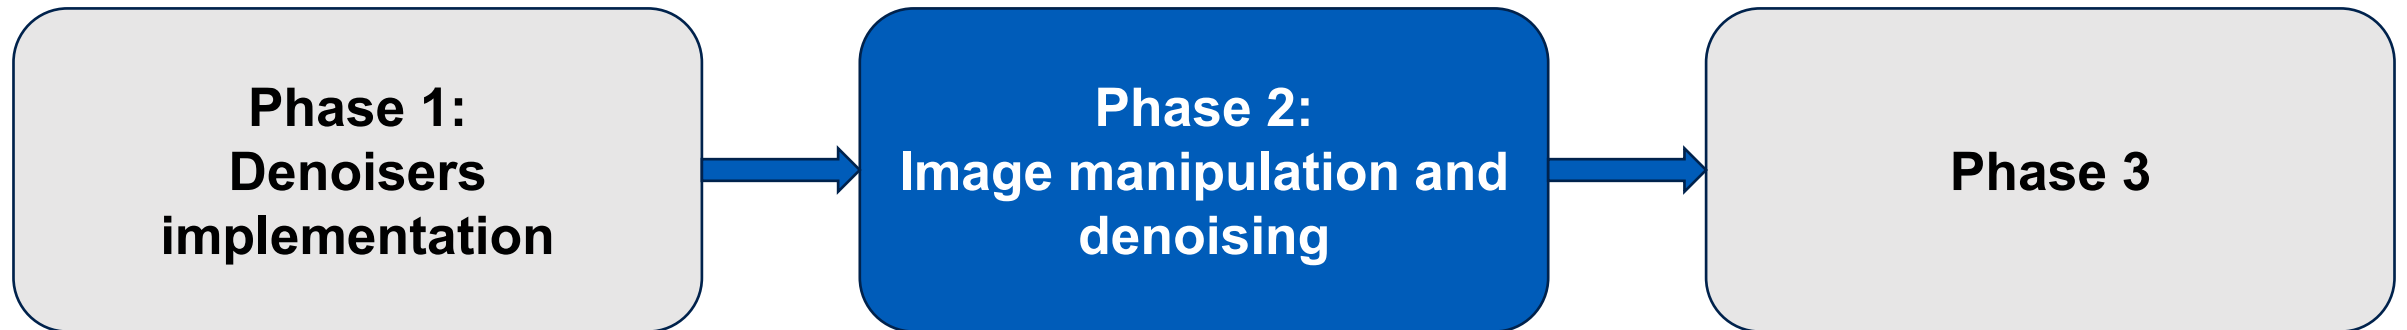 Phase 1:
Denoisers
implementation
Phase 2:
Image manipulation and
denoising
Phase 3